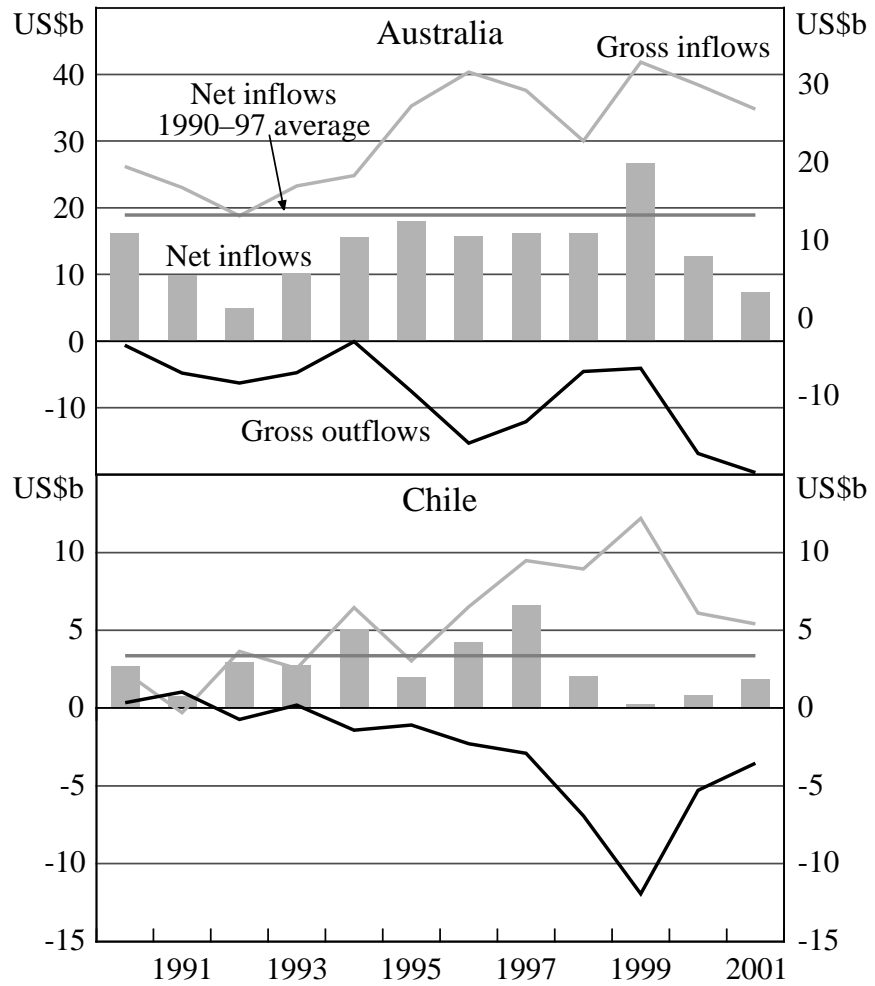 US$b
Australia
US$b
Gross inflows
Net inflows
1990–97 average
Net inflows
Gross outflows
40
30
20
10
0
-10
30
20
10
0
-10
US$b
Chile
US$b
10
5
0
-5
-10
-15
10
5
0
-5
-10
-15
1991
1993
1995
1997
1999
2001